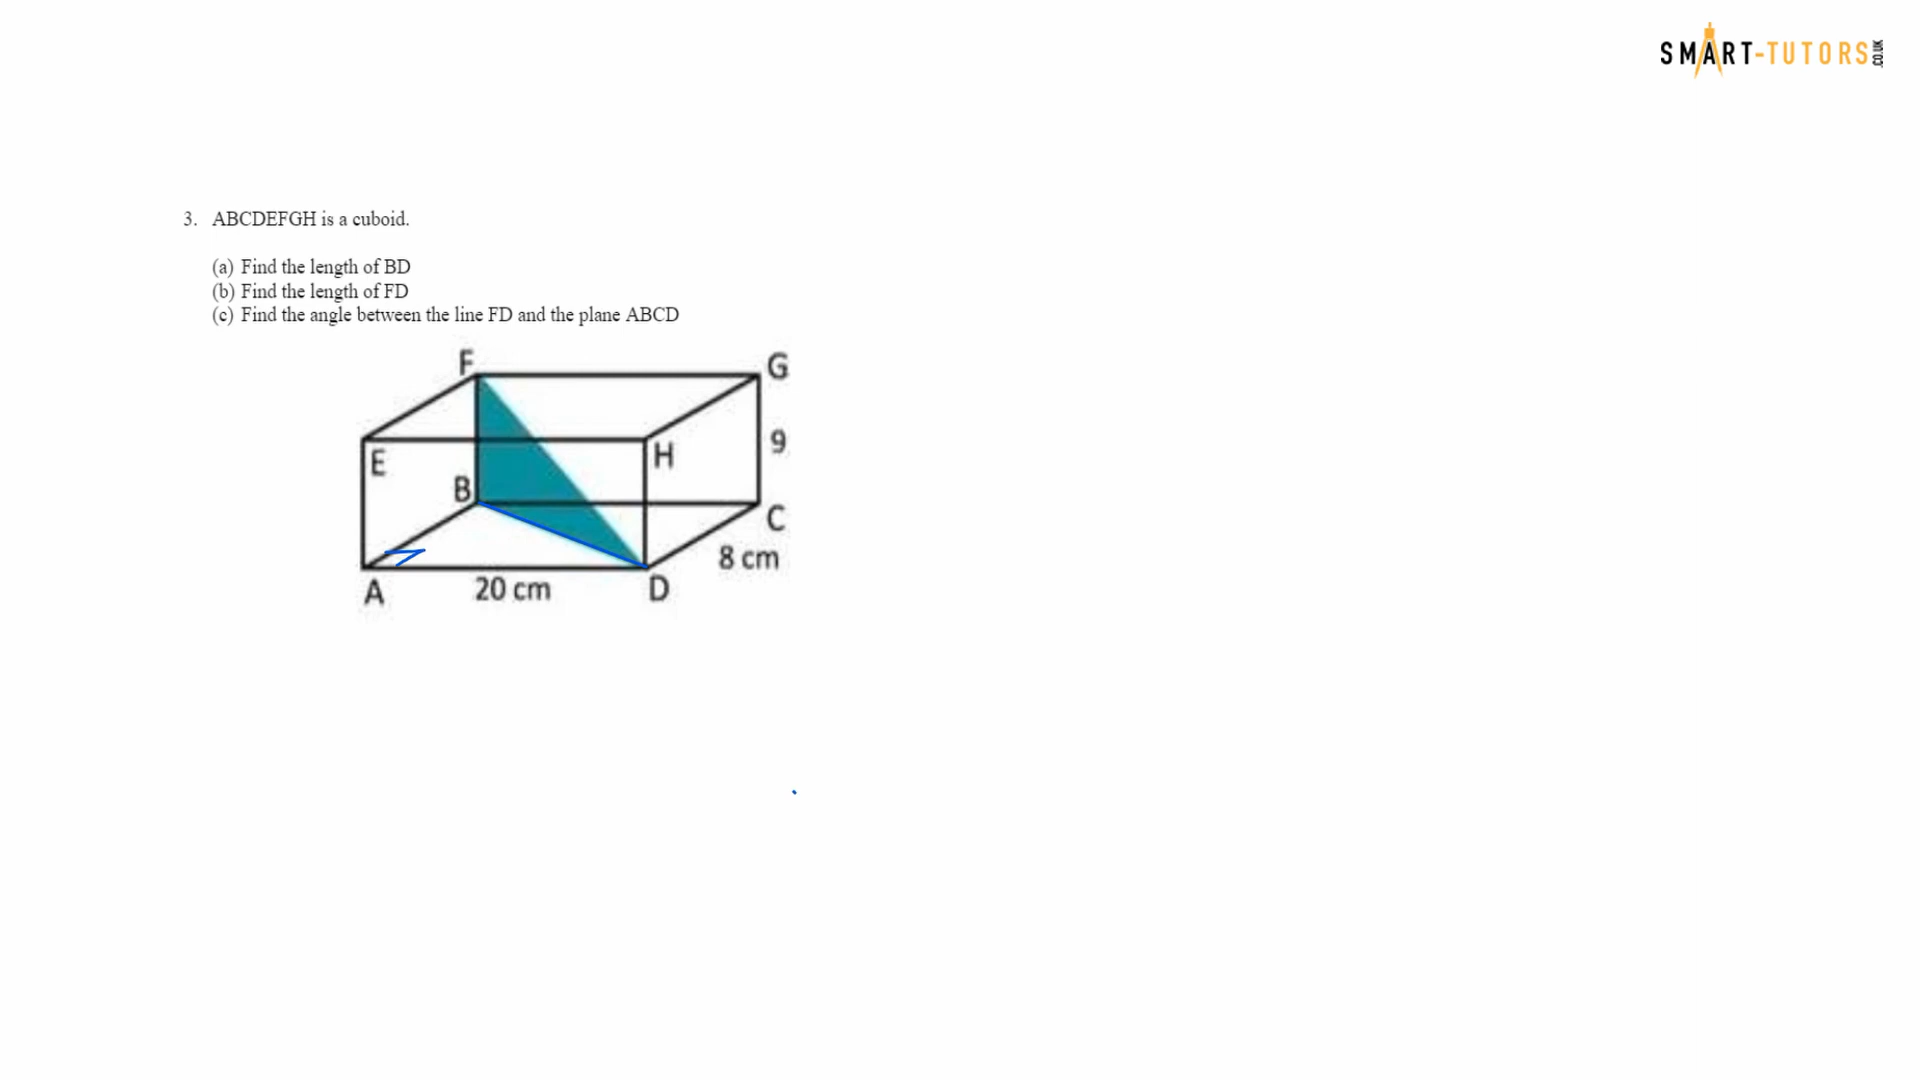 SMART-TUTORS.CO.UK
3. ABCDEFGH is a cuboid.
(a) Find the length of BD
(b) Find the length of FD
(c) Find the angle between the line FD and the plane ABCD
F
G
E
H
9
B
C
8 cm
A
20 cm
D